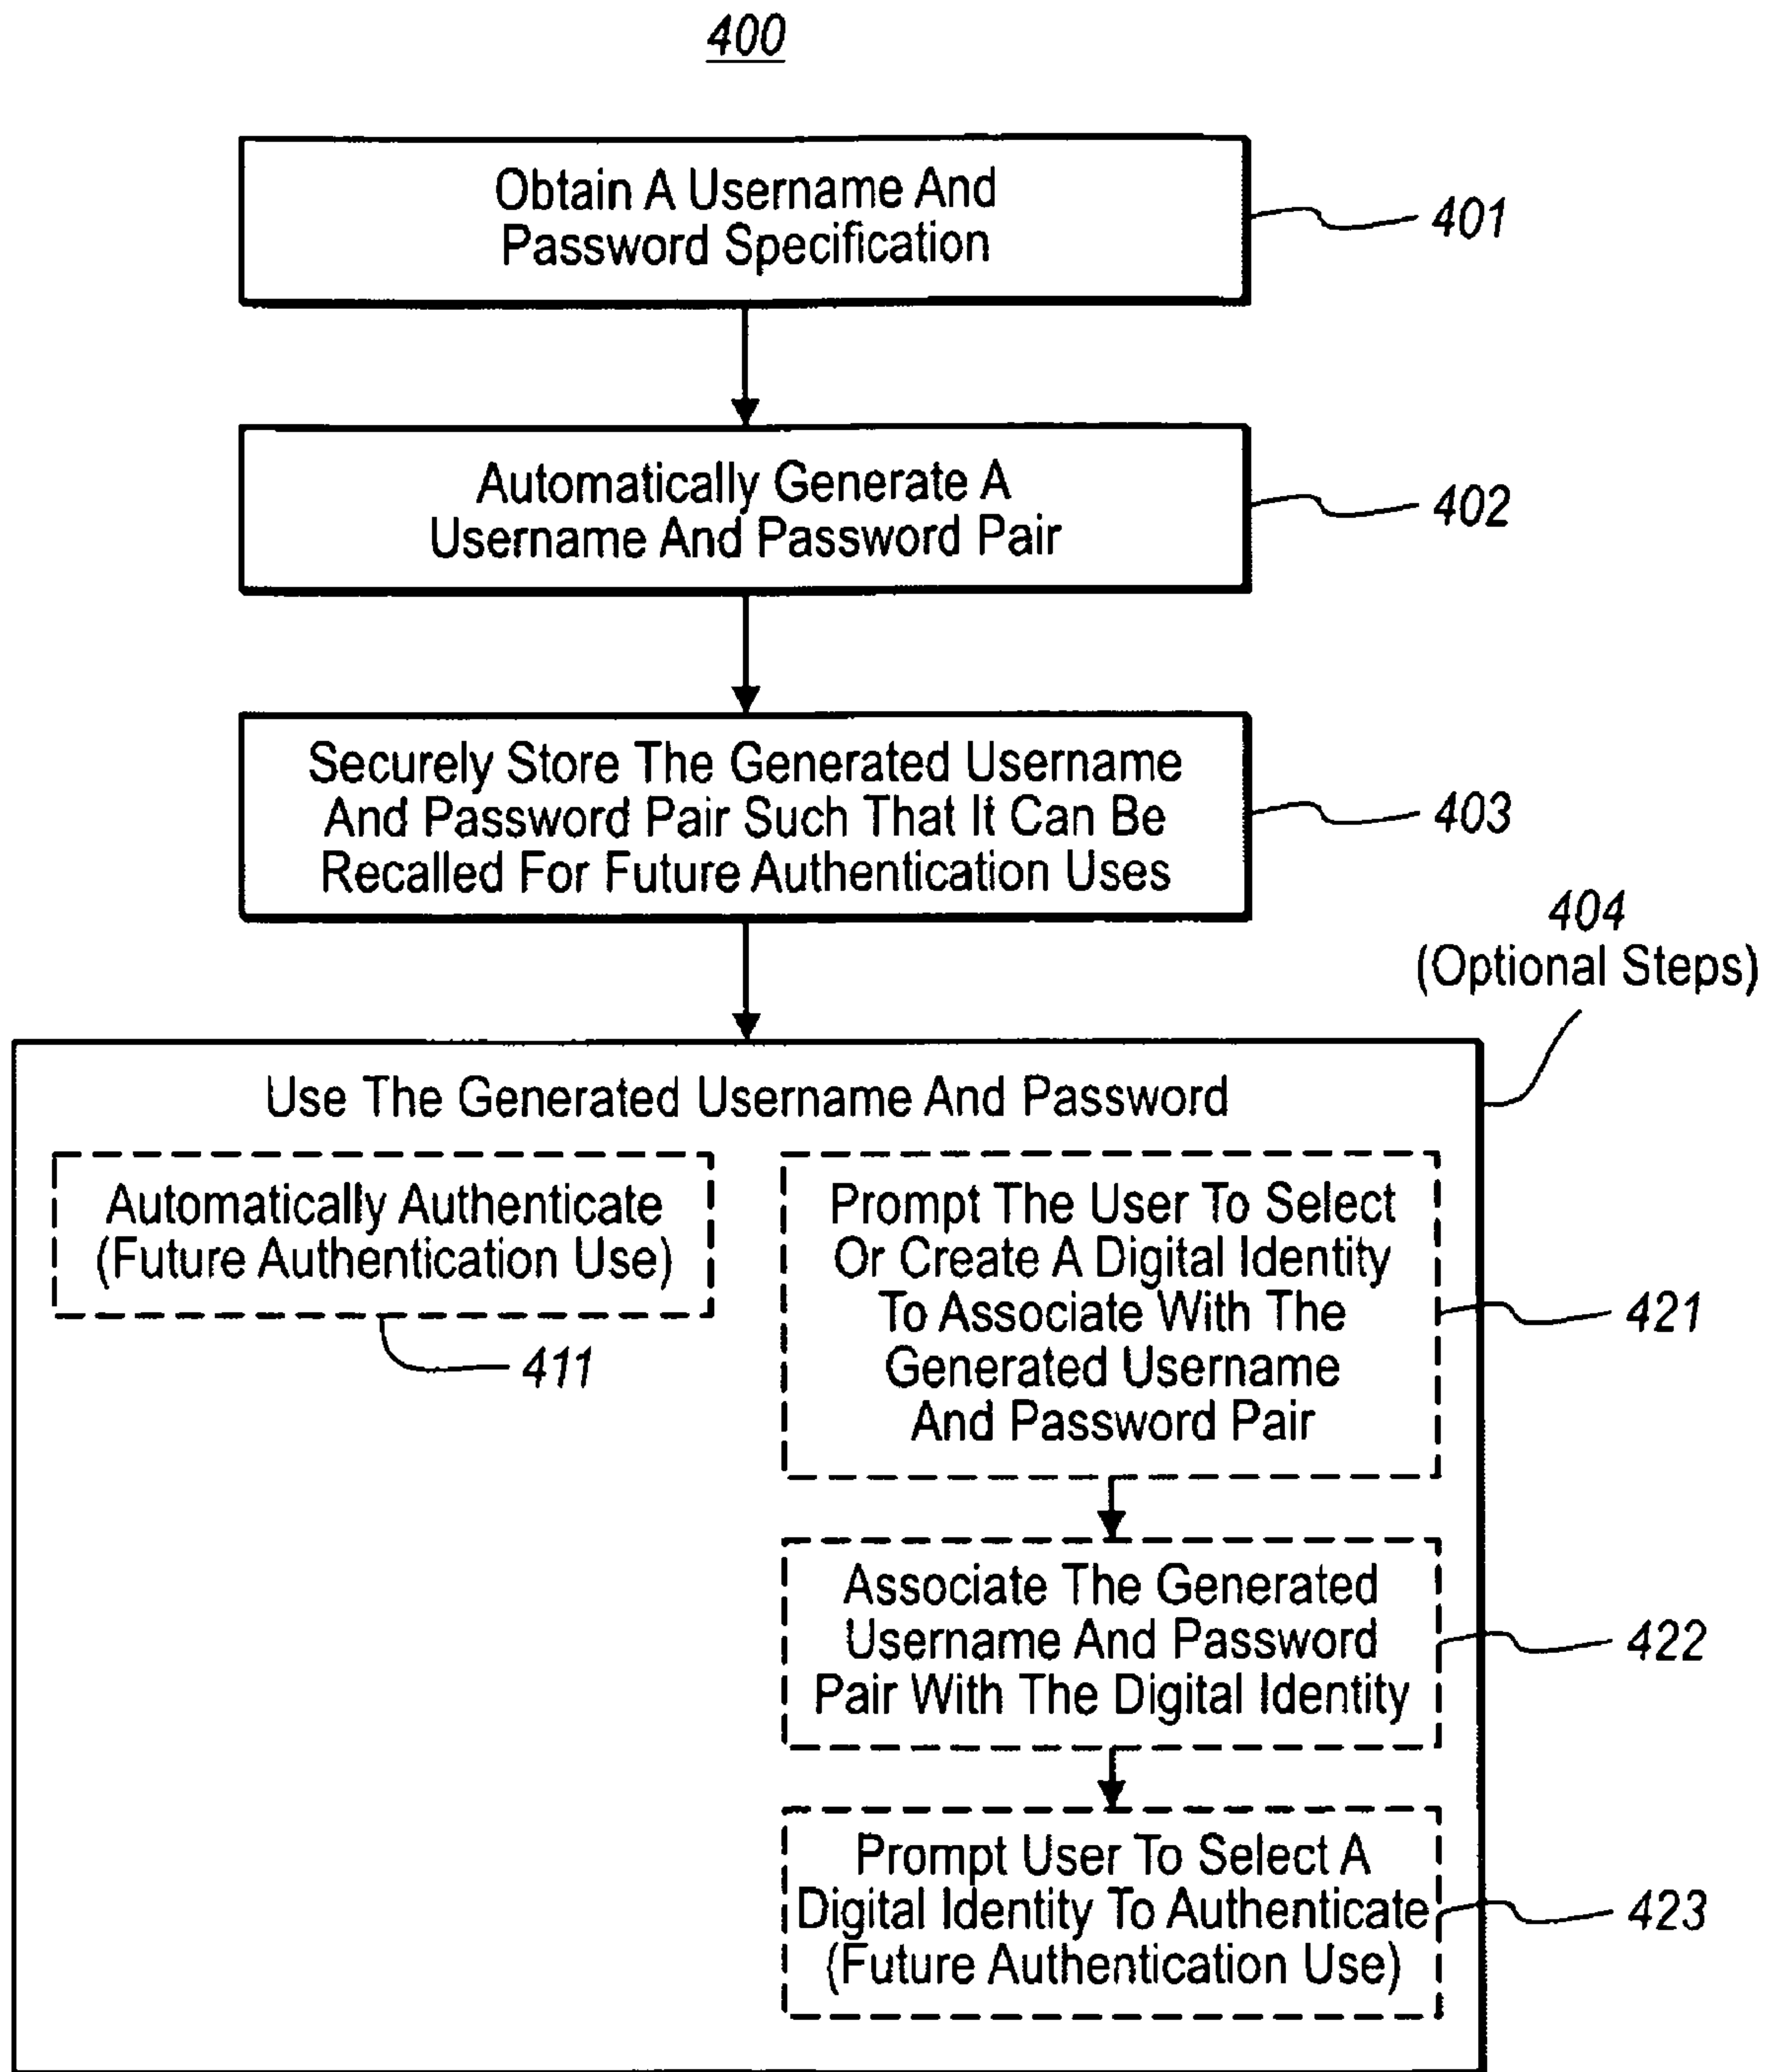 400
Obtain A Username And
Password Specification
401
Automatically Generate A
Username And Password Pair
402
Securely Store The Generated Username
And Password Pair Such That It Can Be
Recalled For Future Authentication Uses
403
404
(Optional Steps)
Use The Generated Username And Password
Automatically Authenticate
(Future Authentication Use)
411
Prompt The User To Select
Or Create A Digital Identity
To Associate With The
Generated Username
And Password Pair
421
Associate The Generated
Username And Password
Pair With The Digital Identity
422
Prompt User To Select A
Digital Identity To Authenticate
(Future Authentication Use)
423